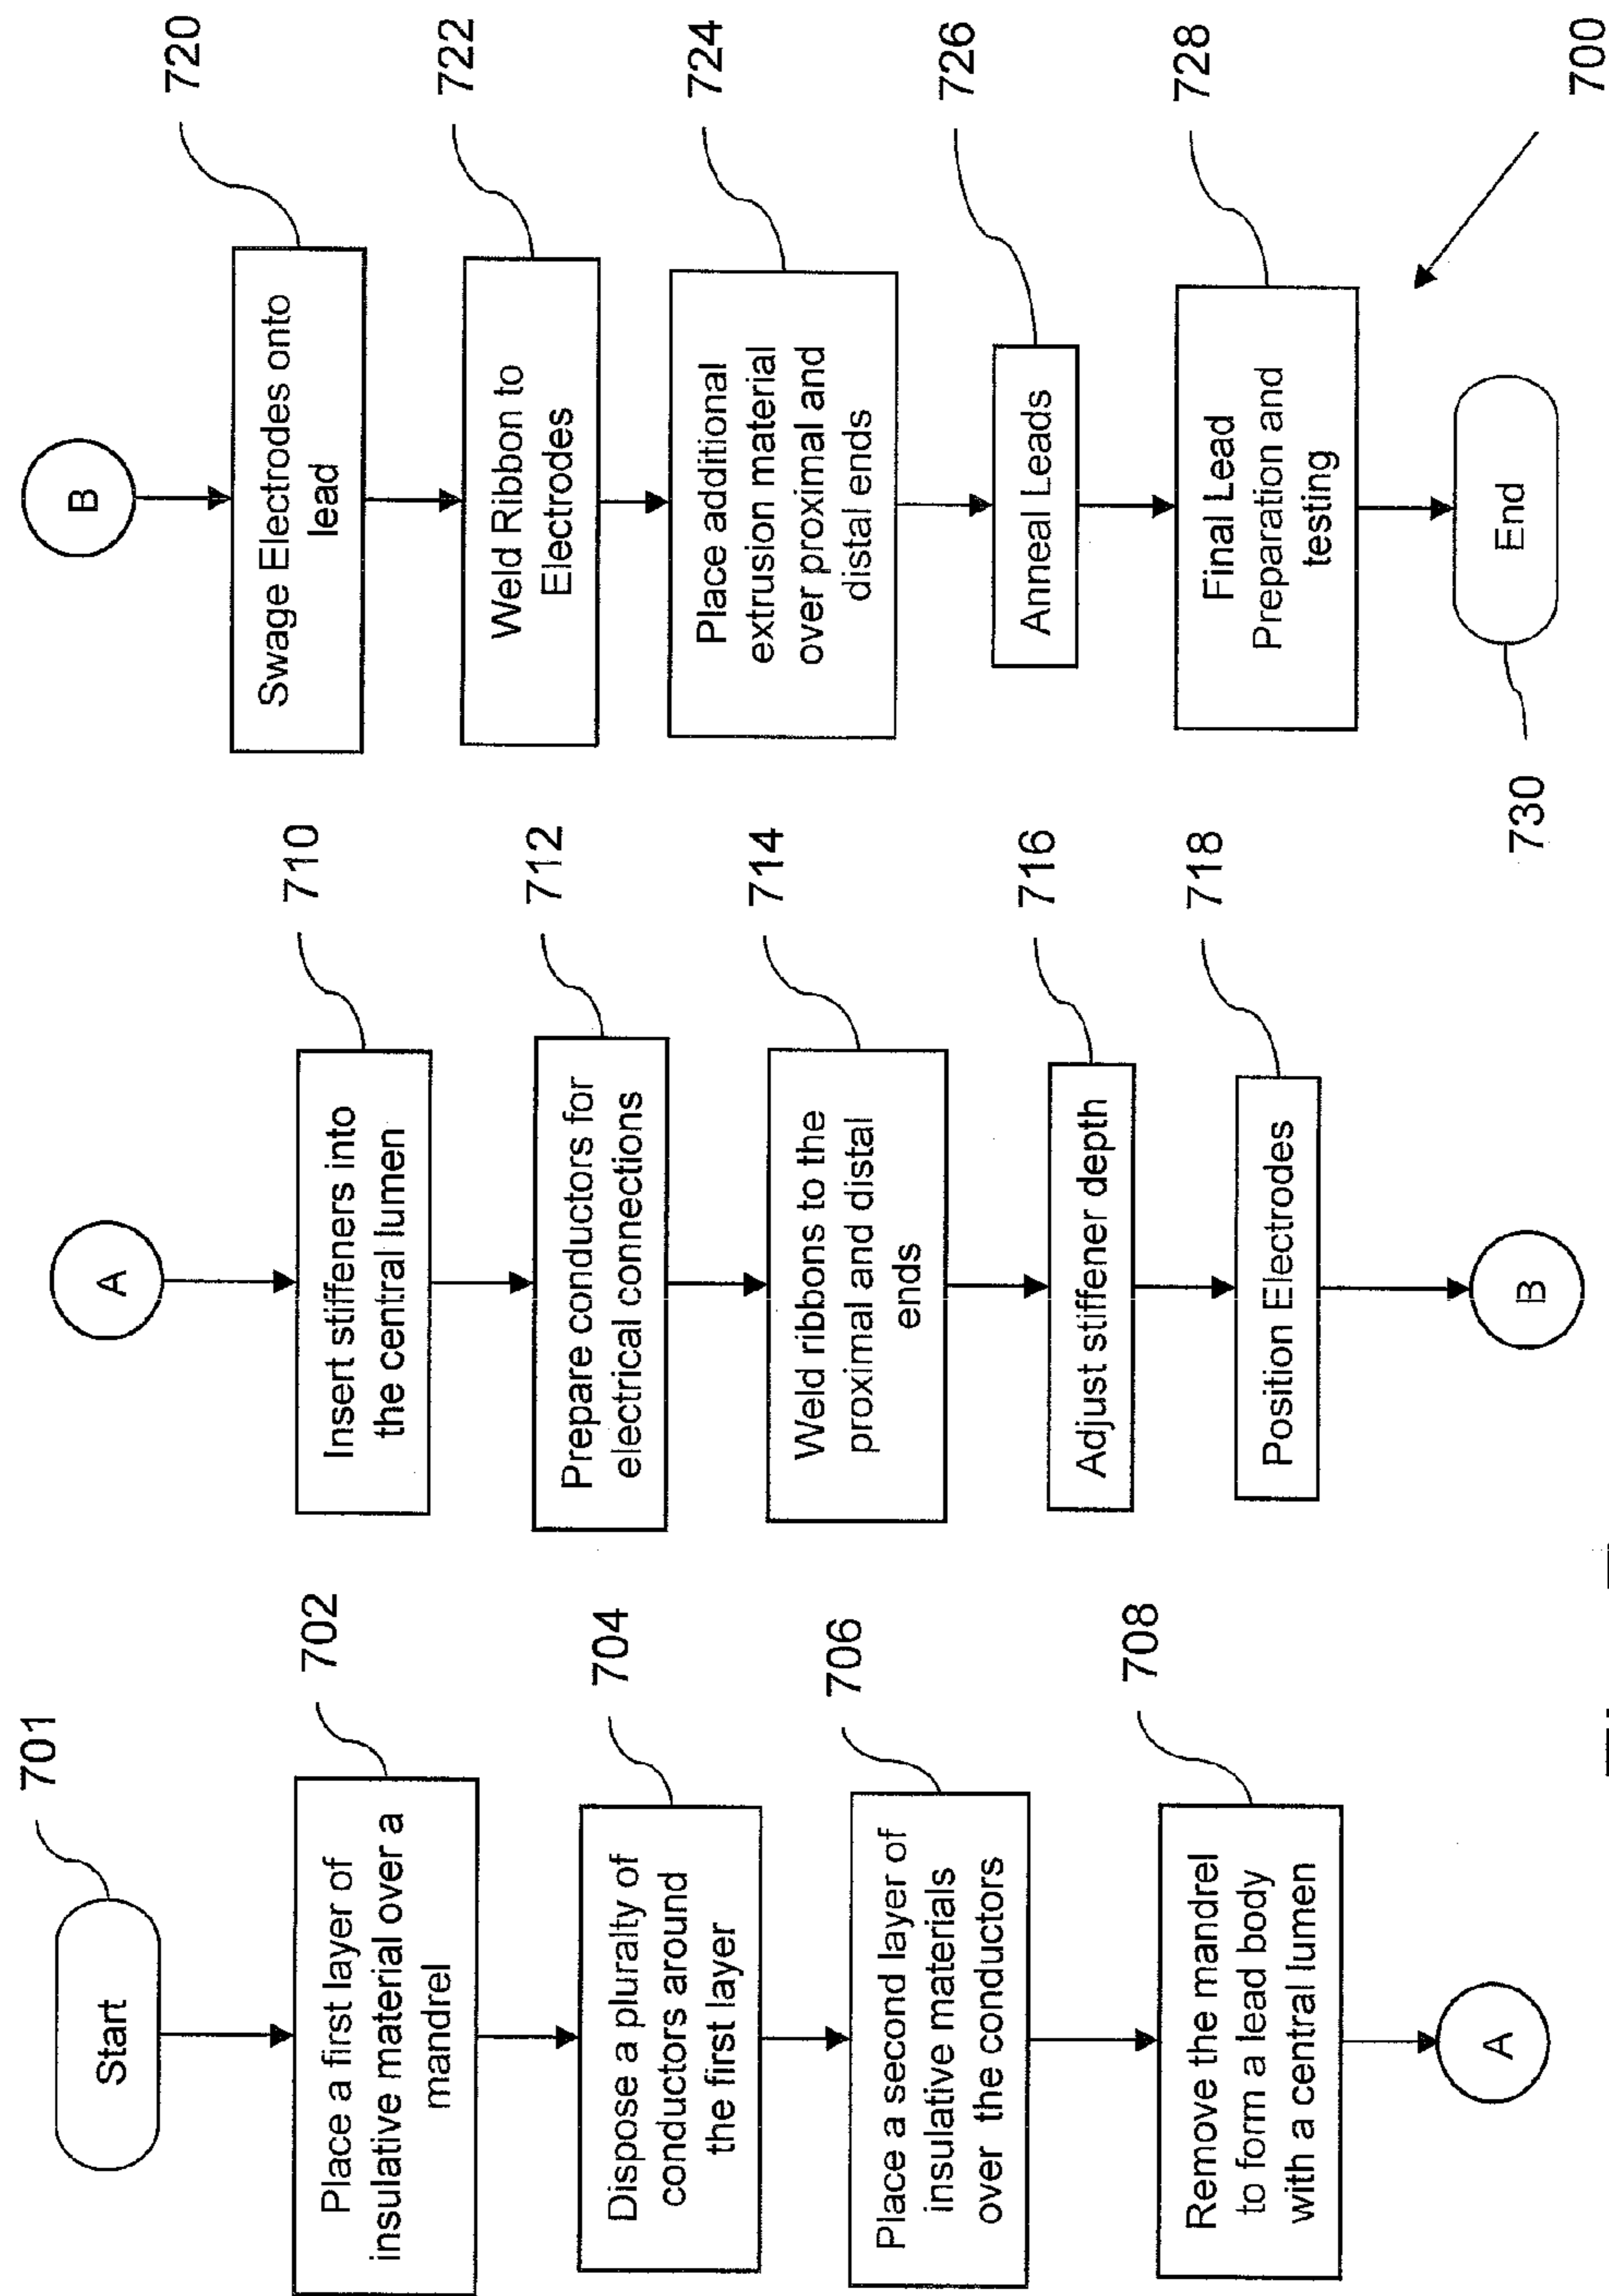 701
Start
702
Place a first layer of
insulative material over a
mandrel
704
Dispose a pluralty of
conductors around
the first layer
706
Place a second layer of
insulative materials
over the conductors
708
Remove the mandrel
to form a lead body
with a central lumen
A
A
710
Insert stiffeners into
the central lumen
712
Prepare conductors for
electrical connections
714
Weld ribbons to the
proximal and distal
ends
716
Adjust stiffener depth
718
Position Electrodes
B
B
720
Swage Electrodes onto
lead
722
Weld Ribbon to
Electrodes
724
Place additional
extrusion material
over proximal and
distal ends
726
Anneal Leads
728
Final Lead
Preparation and
testing
End
730
700